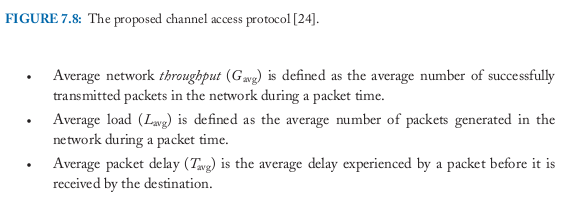 FIGURE 7.8: The proposed channel access protocol [24].
• Average network throughput (Gavg) is defined as the average number of successfully
transmitted packets in the network during a packet time.
• Average load (Lavg) is defined as the average number of packets generated in the
network during a packet time.
• Average packet delay (Tavg) is the average delay experienced by a packet before it is
received by the destination.